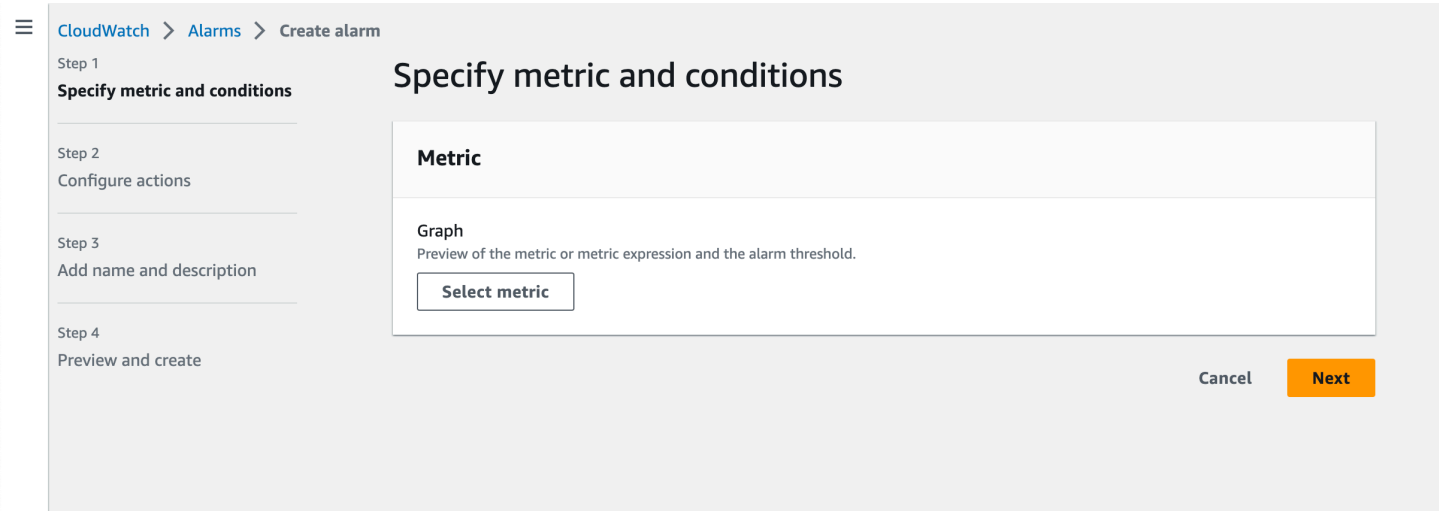 CloudWatch > Alarms > Create alarm
Step 1
Specify metric and conditions
Step 2
Configure actions
Step 3
Add name and description
Step 4
Preview and create
Specify metric and conditions
Metric
Graph
Preview of the metric or metric expression and the alarm threshold.
Select metric
Cancel
Next